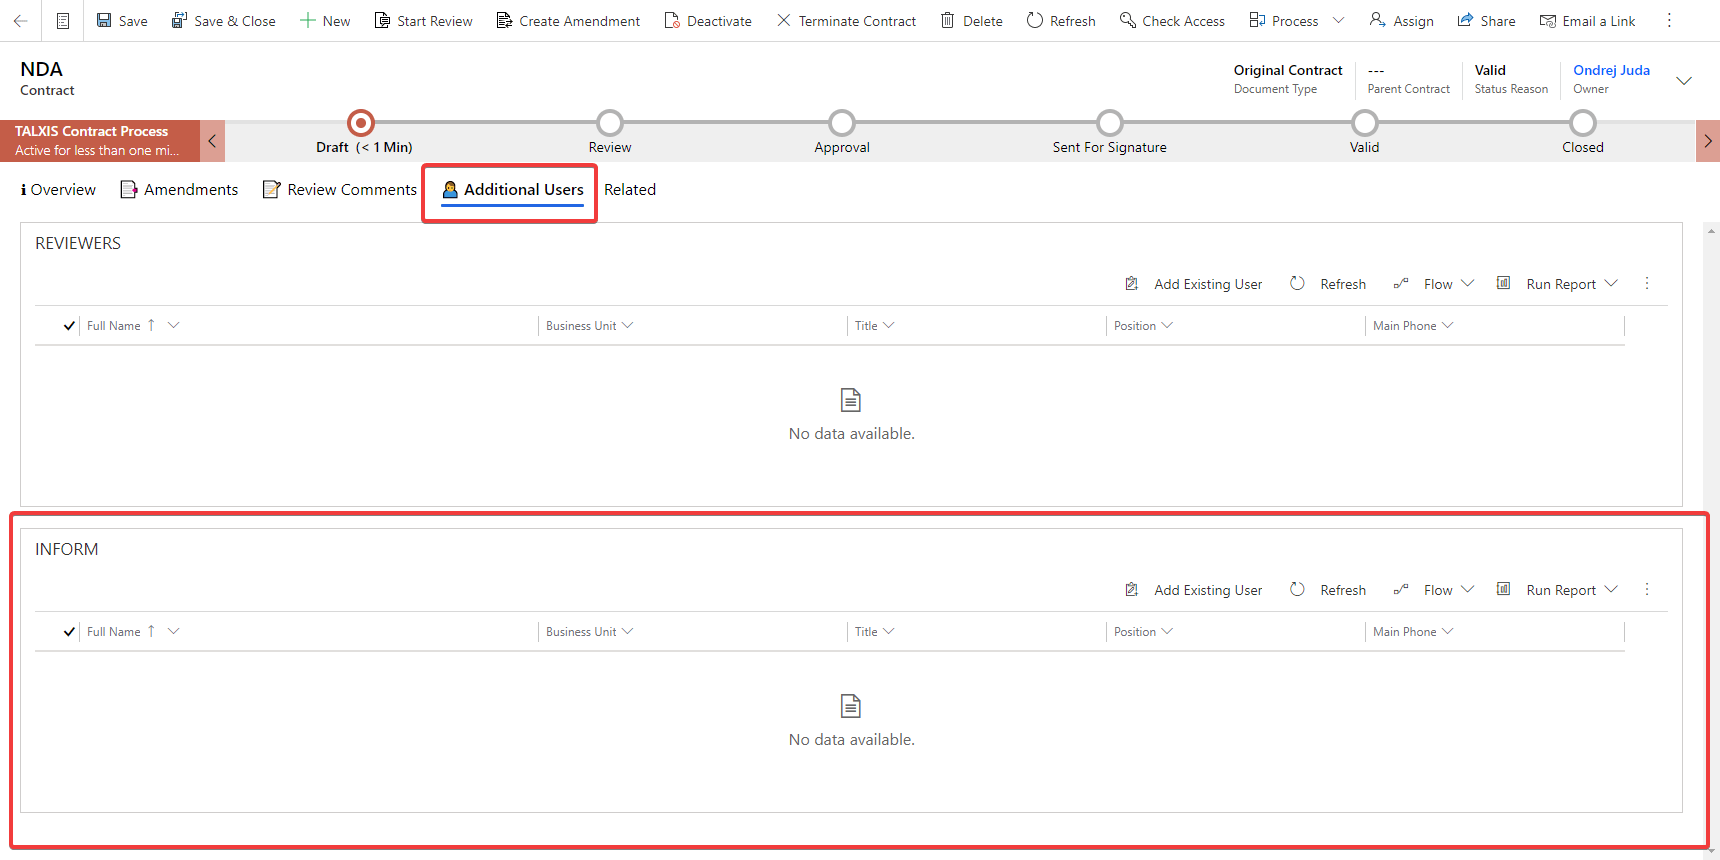 Save Save & Close New Start Review Create Amendment Deactivate Terminate Contract Delete Refresh Check Access Process Assign Share Email a Link
NDA
Contract
Original Contract
Document Type
---
Parent Contract
Valid
Status Reason
Ondrej Juda
Owner
TALXIS Contract Process
Active for less than one mi...
Draft (< 1 Min) Review Approval Sent For Signature Valid Closed
Overview Amendments Review Comments Additional Users Related
REVIEWERS
Add Existing User Refresh Flow Run Report
Full Name Business Unit Title Position Main Phone
No data available.
INFORM
Add Existing User Refresh Flow Run Report
Full Name Business Unit Title Position Main Phone
No data available.